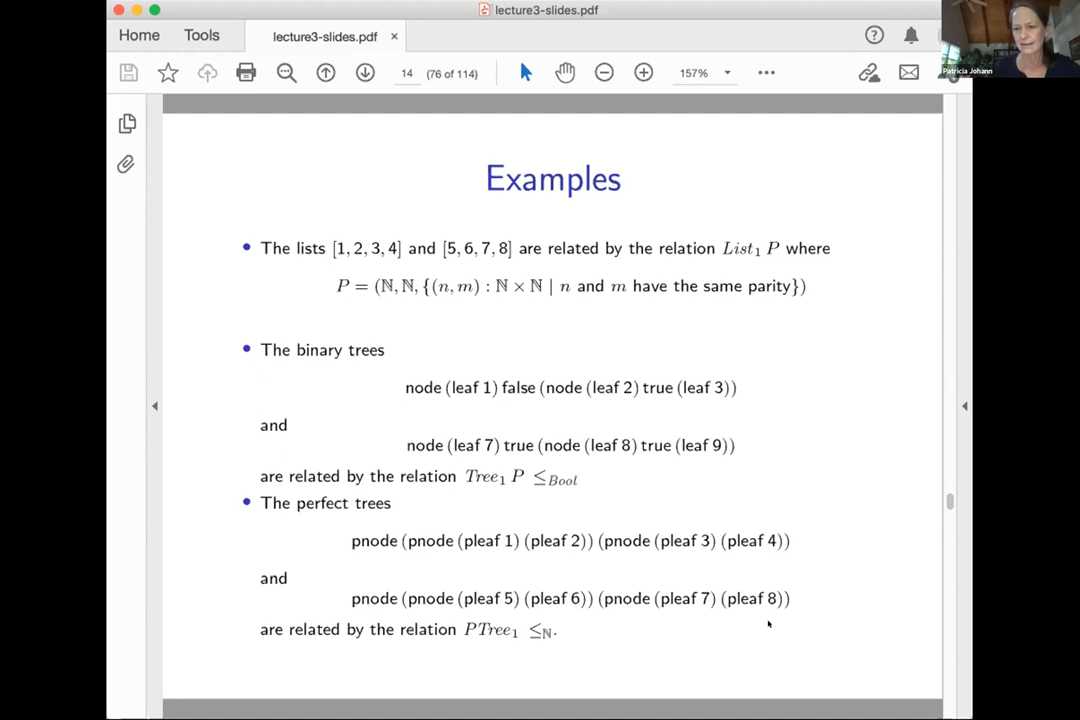 lecture3-slides.pdf
Home Tools lecture3-slides.pdf ×
14 (76 of 114) 157%
Patricia Johann
Examples
• The lists [1, 2, 3, 4] and [5, 6, 7, 8] are related by the relation List₁ P where
P = (ℕ, ℕ, {(n, m) : ℕ × ℕ | n and m have the same parity})
• The binary trees
node (leaf 1) false (node (leaf 2) true (leaf 3))
and
node (leaf 7) true (node (leaf 8) true (leaf 9))
are related by the relation Tree₁ P ≤Bool
• The perfect trees
pnode (pnode (pleaf 1) (pleaf 2)) (pnode (pleaf 3) (pleaf 4))
and
pnode (pnode (pleaf 5) (pleaf 6)) (pnode (pleaf 7) (pleaf 8))
are related by the relation PTree₁ ≤ℕ.